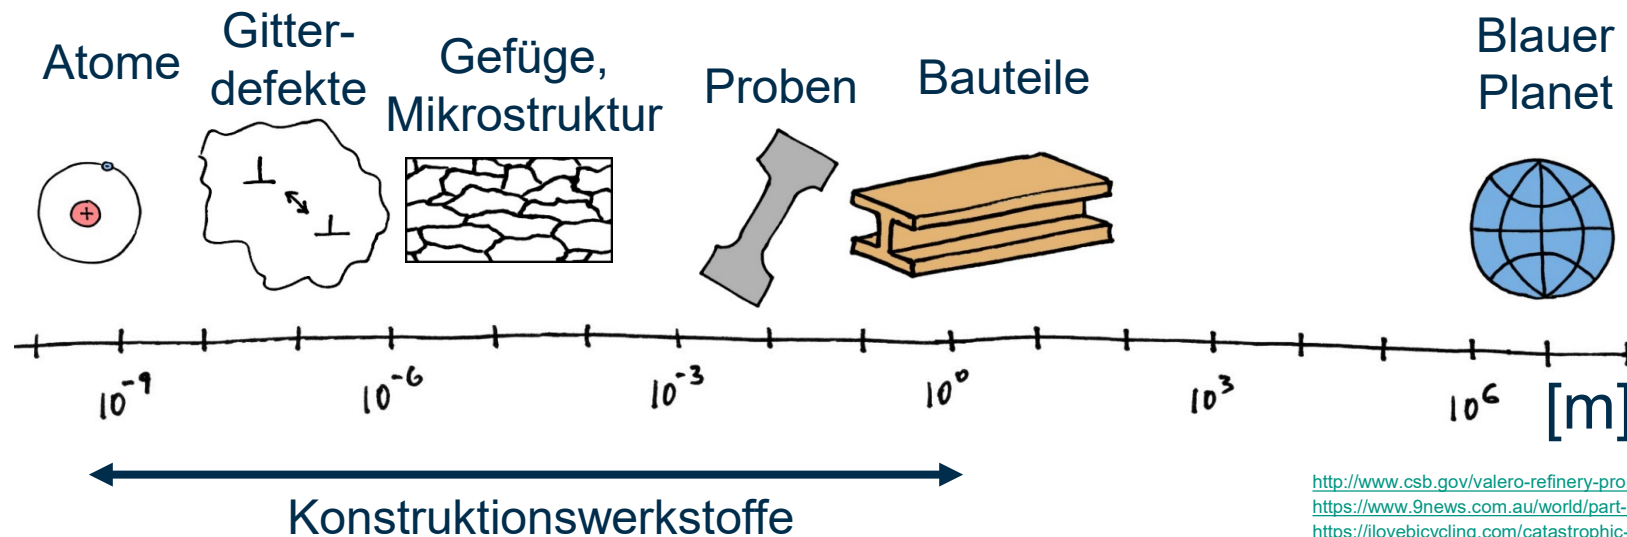 Atome
Gitter-
defekte
Gefüge,
Mikrostruktur
Proben
Bauteile
Blauer
Planet
+
10⁻⁹
10⁻⁶
10⁻³
10⁰
10³
10⁶
[m]
Konstruktionswerkstoffe
http://www.csb.gov/valero-refinery-pro
https://www.9news.com.au/world/part-
https://ilovebicycling.com/catastrophic-